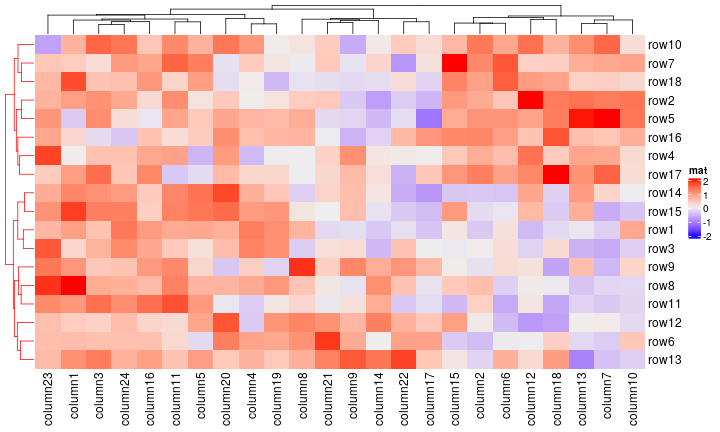 row10
row7
row18
row2
row5
row16
row4
row17
row14
row15
row1
row3
row9
row8
row11
row12
row6
row13
mat
2
1
0
-1
-2
column23
column1
column3
column24
column16
column11
column5
column20
column4
column19
column8
column21
column9
column14
column22
column17
column15
column2
column6
column12
column18
column13
column7
column10